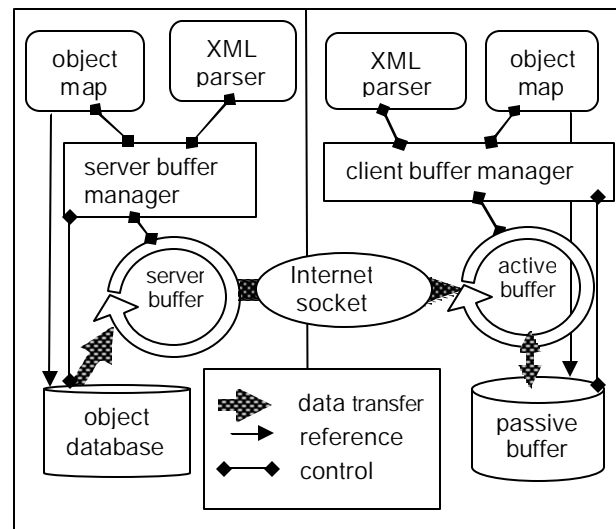 object
map
XML
parser
XML
parser
object
map
server buffer
manager
client buffer manager
server
buffer
Internet
socket
active
buffer
object
database
data transfer
reference
control
passive
buffer